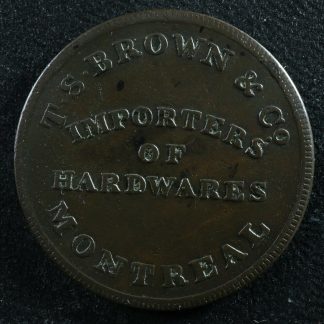 T. S. BROWN & Co.
IMPORTERS
OF
HARDWARES
MONTREAL